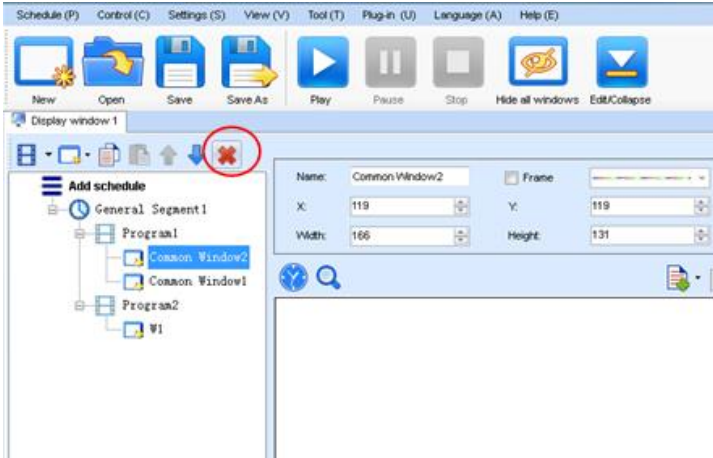 Schedule (P) Control (C) Settings (S) View (V) Tool (T) Plug-in (U) Language (A) Help (E)
New Open Save Save As Play Pause Stop Hide all windows Edit/Collapse
Display window 1
Add schedule
General Segment1
Program1
Common Window2
Common Window1
Program2
W1
Name: Common Window2 Frame
X: 119 Y: 119
Width: 166 Height: 131